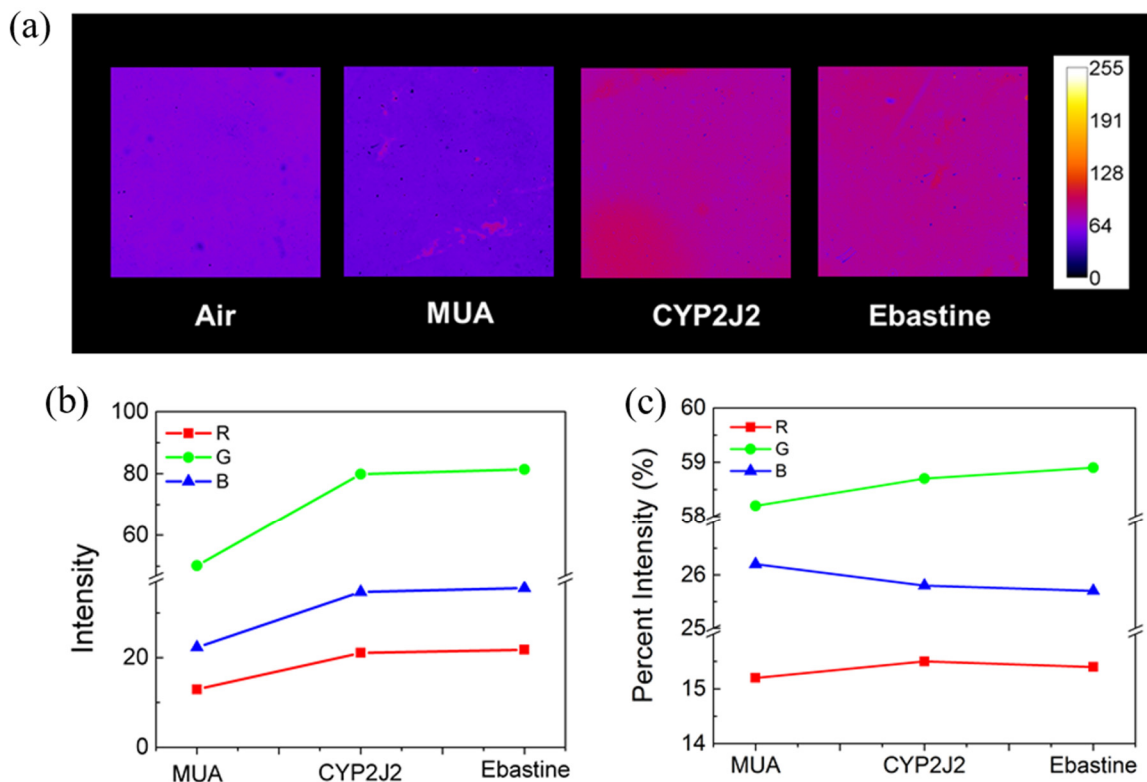 (a)
255
191
128
64
0
Air MUA CYP2J2 Ebastine
(b)
Intensity
100
80
60
20
0
R
G
B
MUA CYP2J2 Ebastine
(c)
Percent Intensity (%)
60
59
58
26
25
15
14
R
G
B
MUA CYP2J2 Ebastine